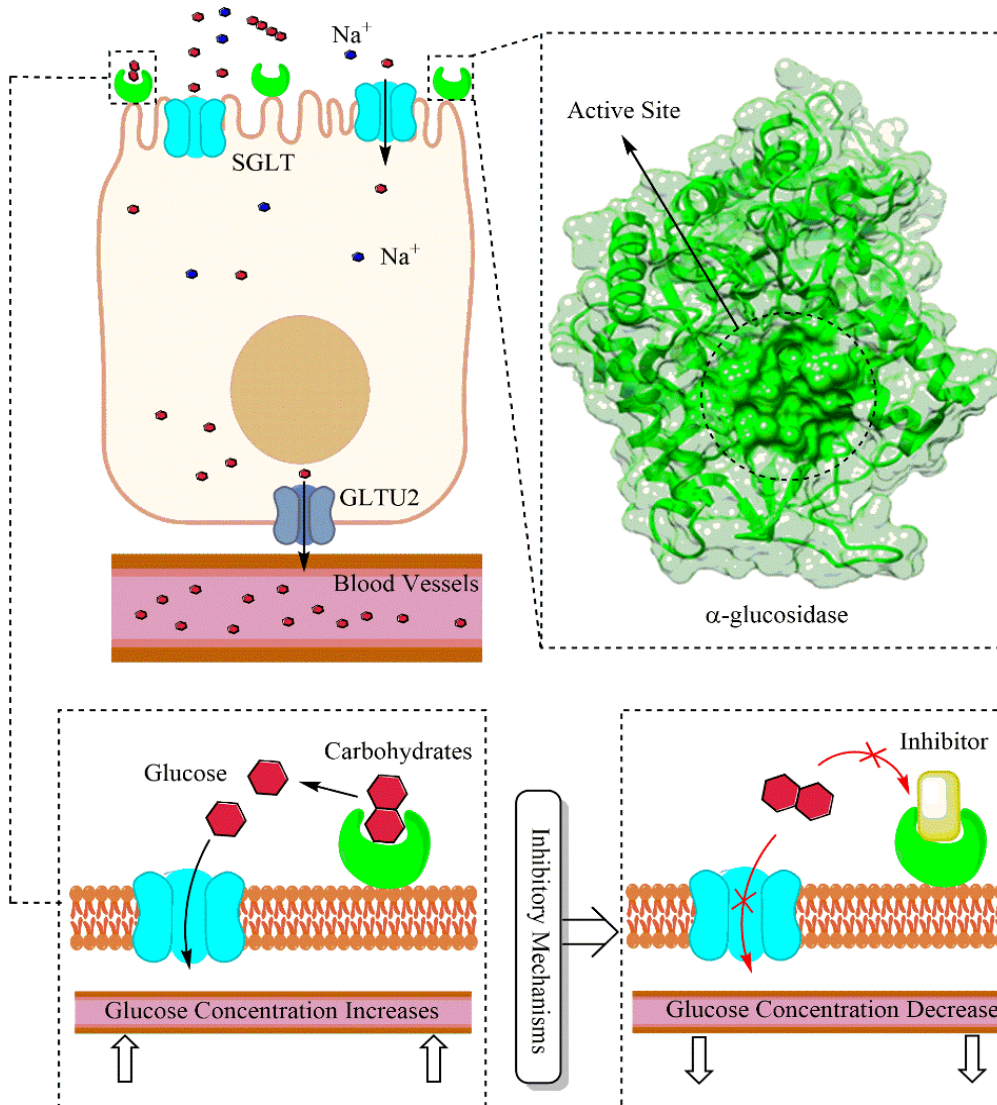 Na⁺
SGLT
Na⁺
GLTU2
Blood Vessels
Active Site
α-glucosidase
Carbohydrates
Glucose
Glucose Concentration Increases
Inhibitory Mechanisms
Inhibitor
Glucose Concentration Decrease